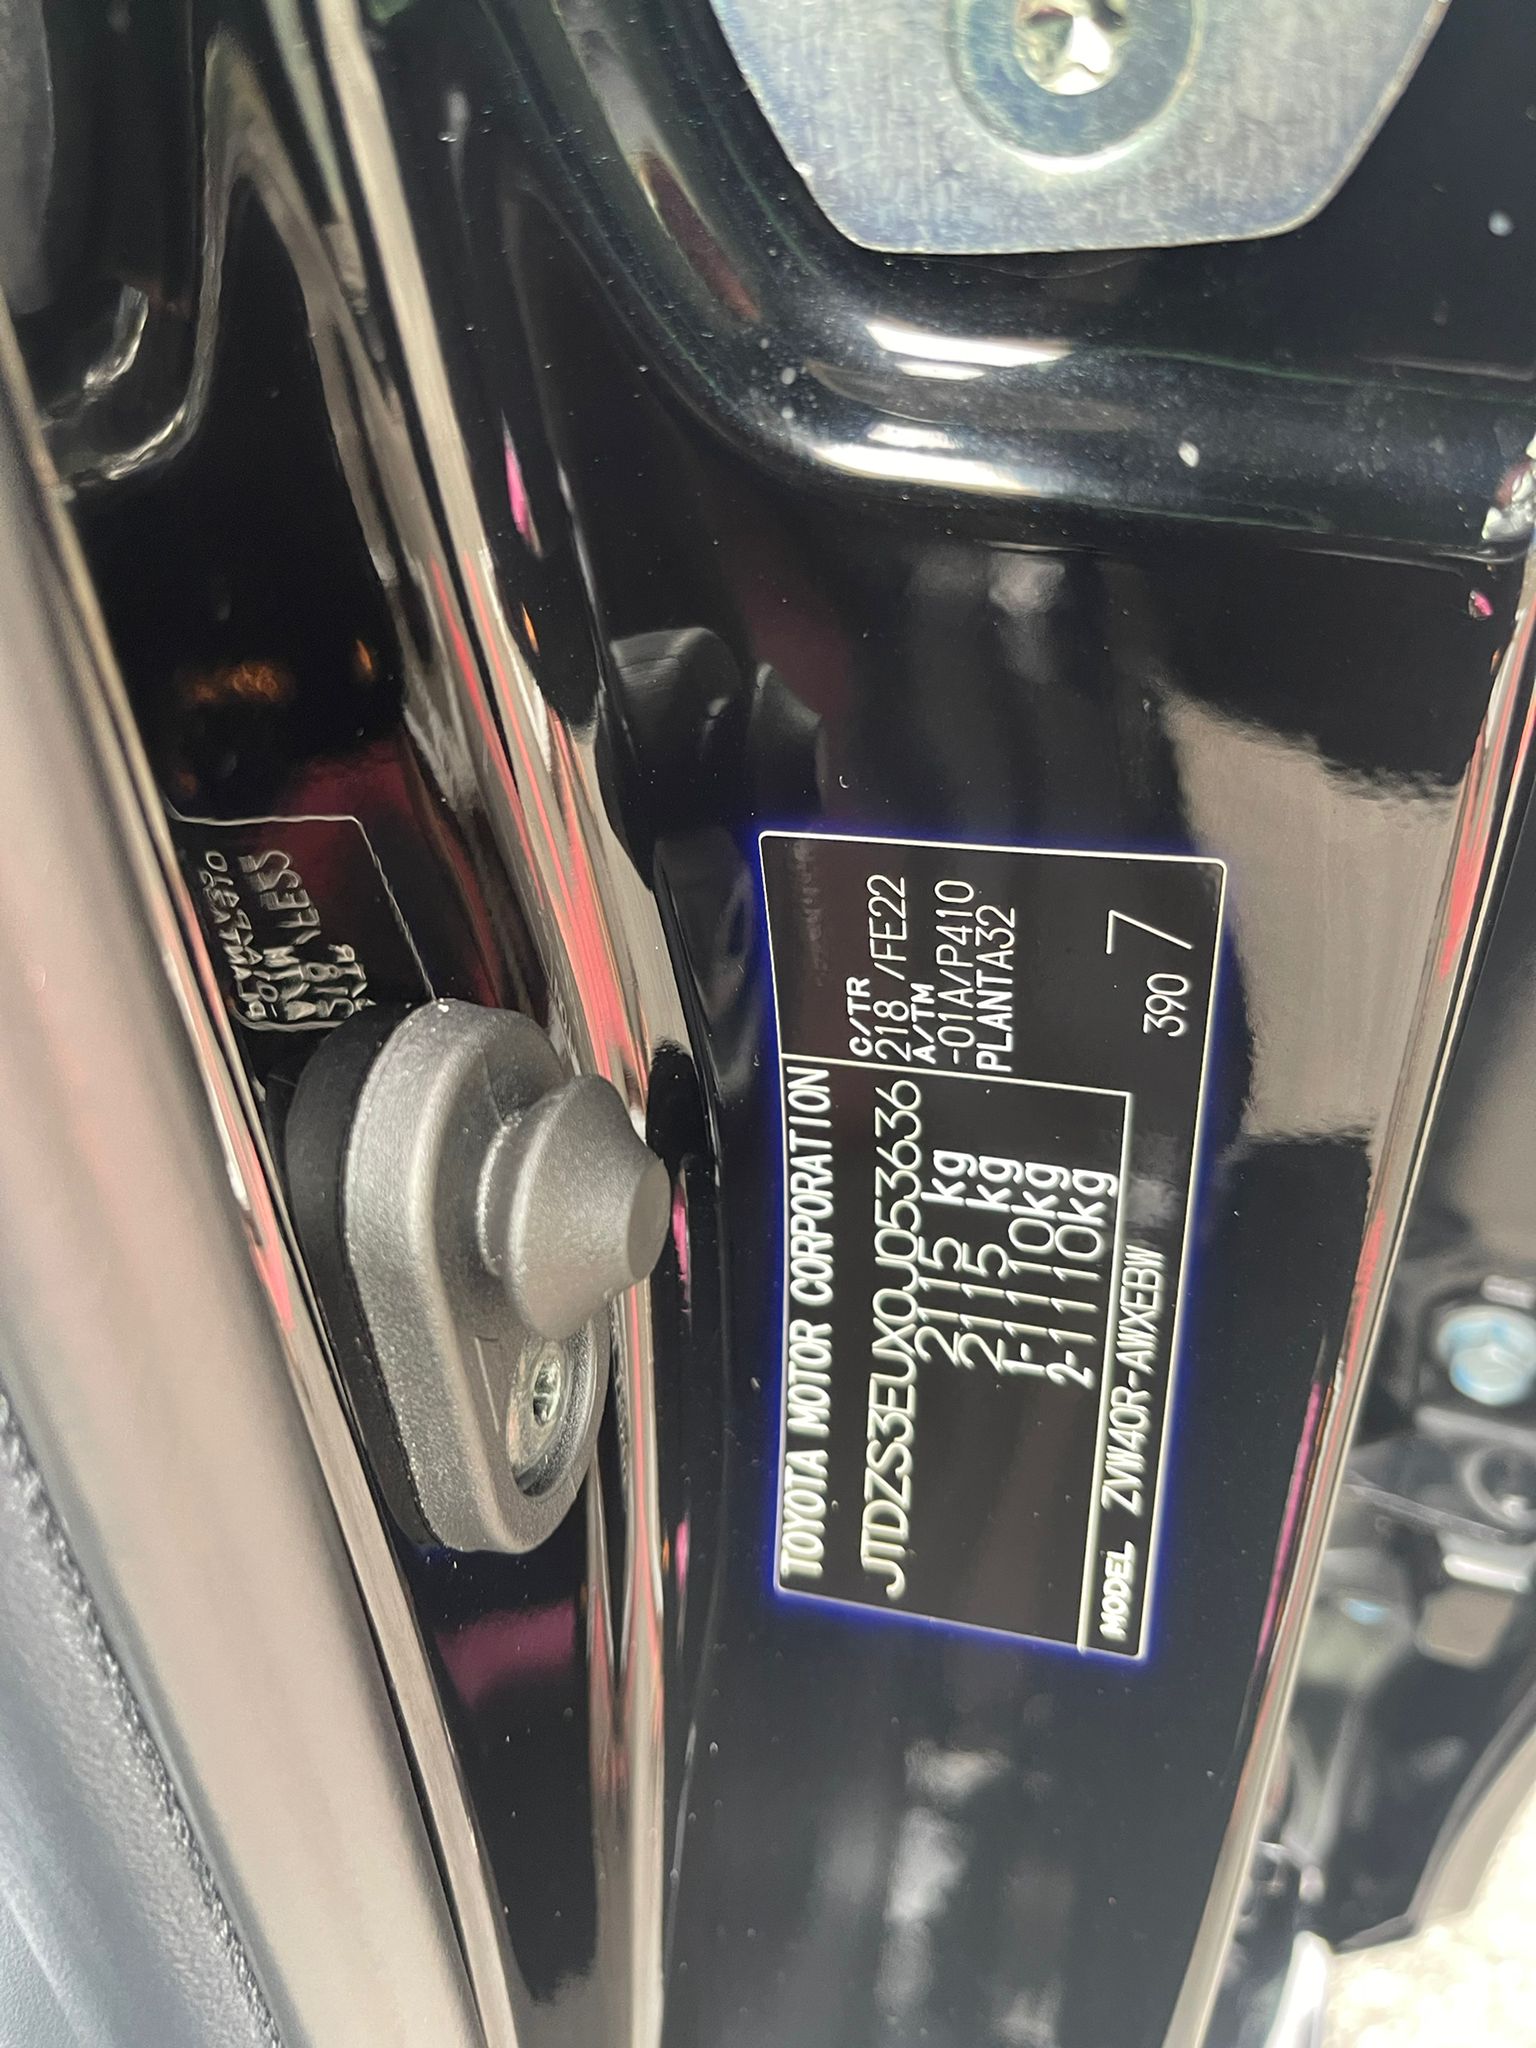 TOYOTA MOTOR CORPORATION
JTDZS3EUX0J053636
2115 kg
2115 kg
1-1110kg
2-1110kg
C/TR
218 /FE22
A/TM
-01A/P410
PLANTA32
MODEL ZVW40R-AWXEBW
390 7